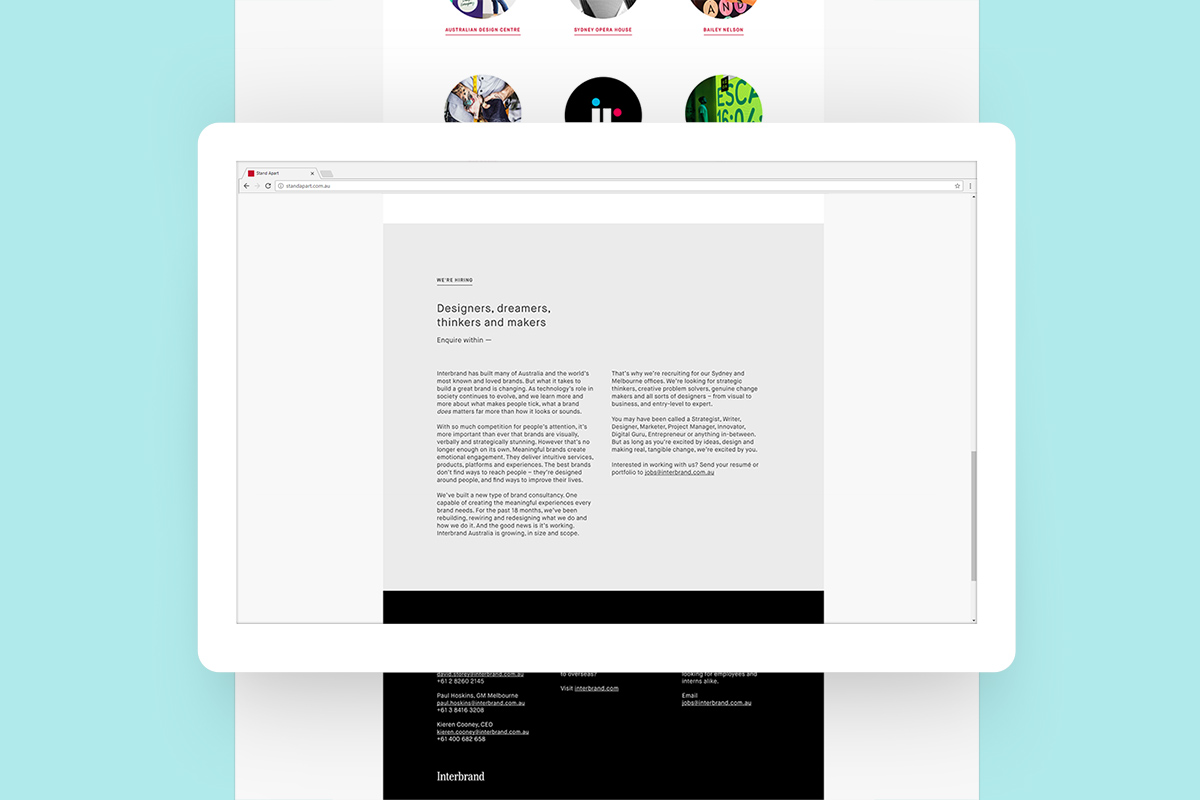 AUSTRALIAN DESIGN CENTRE
SYDNEY OPERA HOUSE
BAILEY NELSON
ESCA
16:04
Stand Apart
standapart.com.au
WE'RE HIRING
Designers, dreamers,
thinkers and makers
Enquire within —
Interbrand has built many of Australia and the world's
most known and loved brands. But what it takes to
build a great brand is changing. As technology's role in
society continues to evolve, and we learn more and
more about what makes people tick, what a brand
does matters far more than how it looks or sounds.
With so much competition for people's attention, it's
more important than ever that brands are visually,
verbally and strategically stunning. However that's no
longer enough on its own. Meaningful brands create
emotional engagement. They deliver intuitive services,
products, platforms and experiences. The best brands
don't find ways to reach people – they're designed
around people, and find ways to improve their lives.
We've built a new type of brand consultancy. One
capable of creating the meaningful experiences every
brand needs. For the past 18 months, we've been
rebuilding, rewiring and redesigning what we do and
how we do it. And the good news is it's working.
Interbrand Australia is growing, in size and scope.
That's why we're recruiting for our Sydney and
Melbourne offices. We're looking for strategic
thinkers, creative problem solvers, genuine change
makers and all sorts of designers – from visual to
business, and entry-level to expert.
You may have been called a Strategist, Writer,
Designer, Marketer, Project Manager, Innovator,
Digital Guru, Entrepreneur or anything in-between.
But as long as you're excited by ideas, design and
making real, tangible change, we're excited by you.
Interested in working with us? Send your resumé or
portfolio to jobs@interbrand.com.au
david.storey@interbrand.com.au
+61 2 8260 2145
Paul Hoskins, GM Melbourne
paul.hoskins@interbrand.com.au
+61 3 8416 3208
Kieren Cooney, CEO
kieren.cooney@interbrand.com.au
+61 400 682 658
to overseas?
Visit interbrand.com
looking for employees and
interns alike.
Email
jobs@interbrand.com.au
Interbrand